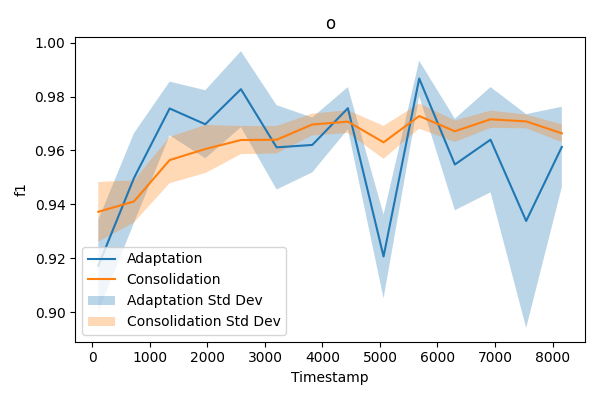 o
1.00
0.98
0.96
0.94
0.92
0.90
f1
Adaptation
Consolidation
Adaptation Std Dev
Consolidation Std Dev
0 1000 2000 3000 4000 5000 6000 7000 8000
Timestamp